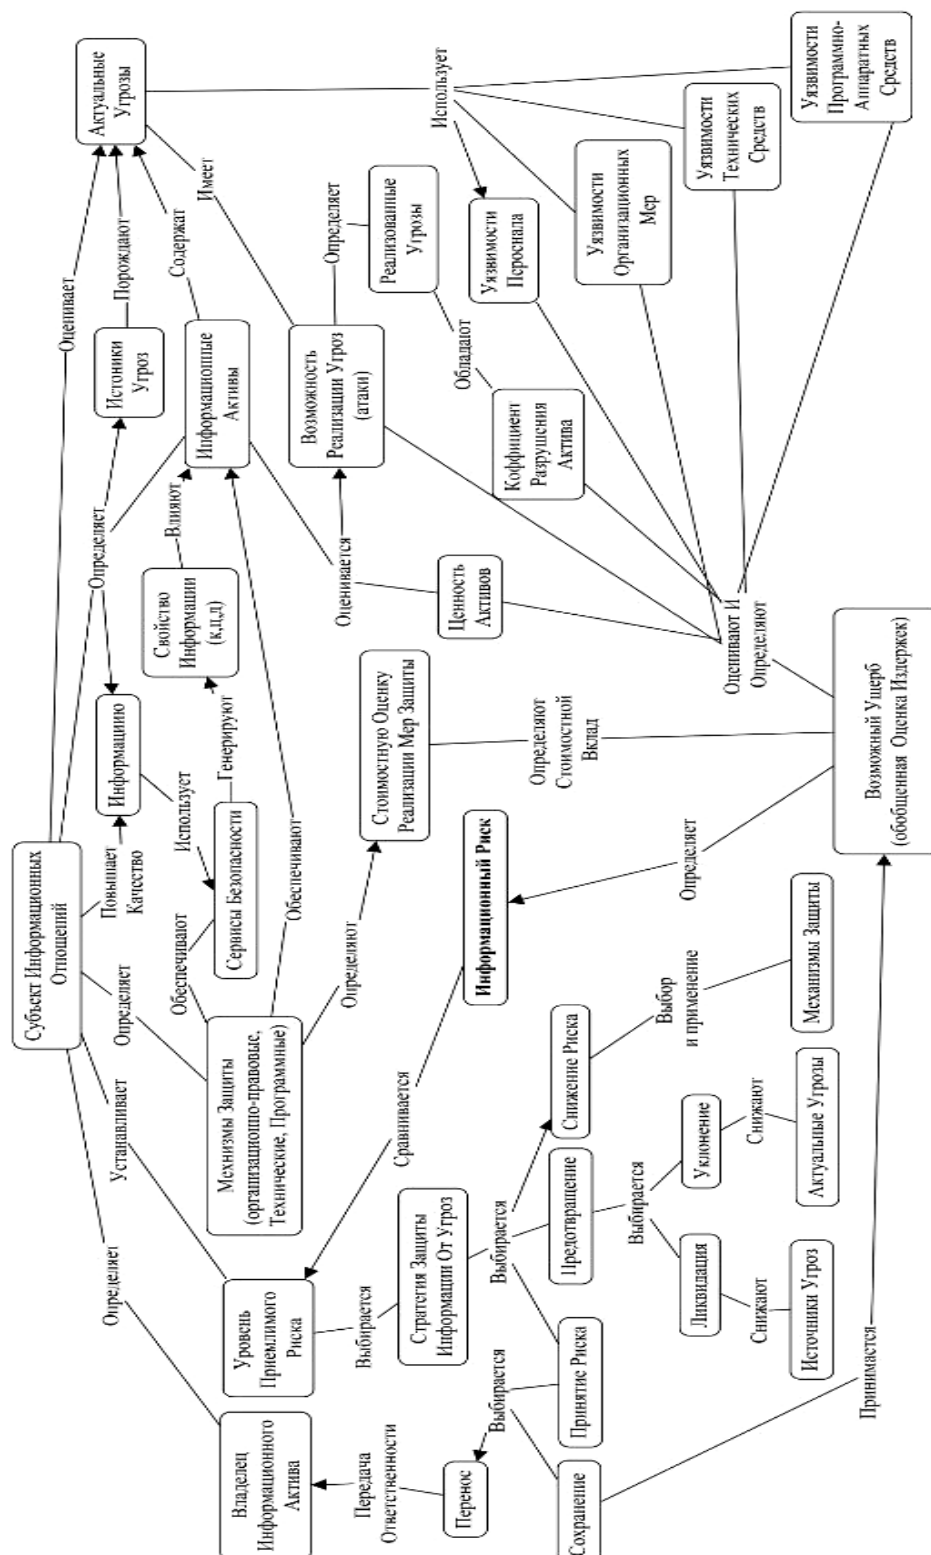 Субъект Информационных
Отношений
Оценивает
Актуальные
Угрозы
Определяет
Устанавливает
Определяет
Повышает
Качество
Информацию
Определяет
Истоники
Угроз
Порождают
Обеспечивают
Использует
Свойство
Информации
(к,ц,д)
Влияют
Содержат
Имеет
Владелец
Информационного
Актива
Уровень
Приемлимого
Риска
Мехнизмы Защиты
(организационно-правовые,
Технические, Программные)
Сервисы Безопасности
Генерируют
Информационные
Активы
Обеспечивают
Передача
Ответственности
Выбирается
Определяют
Оценивается
Возможность
Реализации Угроз
(атаки)
Определяет
Стратегия Защиты
Информации От Угроз
Сравнивается
Стоимостную Оценку
Реализации Мер Защиты
Реализованные
Угрозы
Использует
Перенос
Информационный Риск
Ценность
Активов
Обладают
Уязвимости
Пероснала
Выбирается
Выбирается
Коффициент
Разрушения
Актива
Сохранение
Принятие Риска
Предотвращение
Снижение Риска
Определяют
Стоимостной
Вклад
Уязвимости
Организационных
Мер
Выбирается
Выбор
и применение
Определяет
Ликвидация
Уклонение
Оценивают И
Определяют
Уязвимости
Технических
Средств
Снижают
Снижают
Источники Угроз
Актуальные Угрозы
Механизмы Защиты
Уязвимости
Программно-
Аппаратных
Средств
Принимается
Возможный Ущерб
(обобщенная Оценка Издержек)